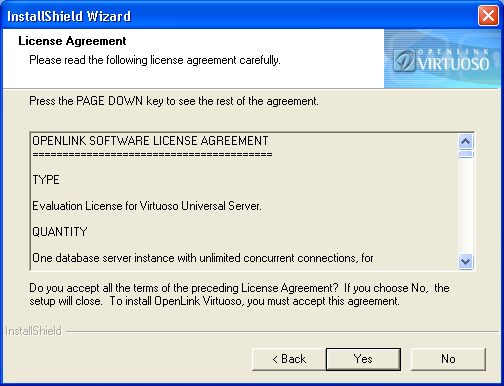 InstallShield Wizard
License Agreement
Please read the following license agreement carefully.
OPENLINK
VIRTUOSO
Press the PAGE DOWN key to see the rest of the agreement.
OPENLINK SOFTWARE LICENSE AGREEMENT
========================================
TYPE
Evaluation License for Virtuoso Universal Server.
QUANTITY
One database server instance with unlimited concurrent connections, for
Do you accept all the terms of the preceding License Agreement? If you choose No, the
setup will close. To install OpenLink Virtuoso, you must accept this agreement.
InstallShield
< Back
Yes
No